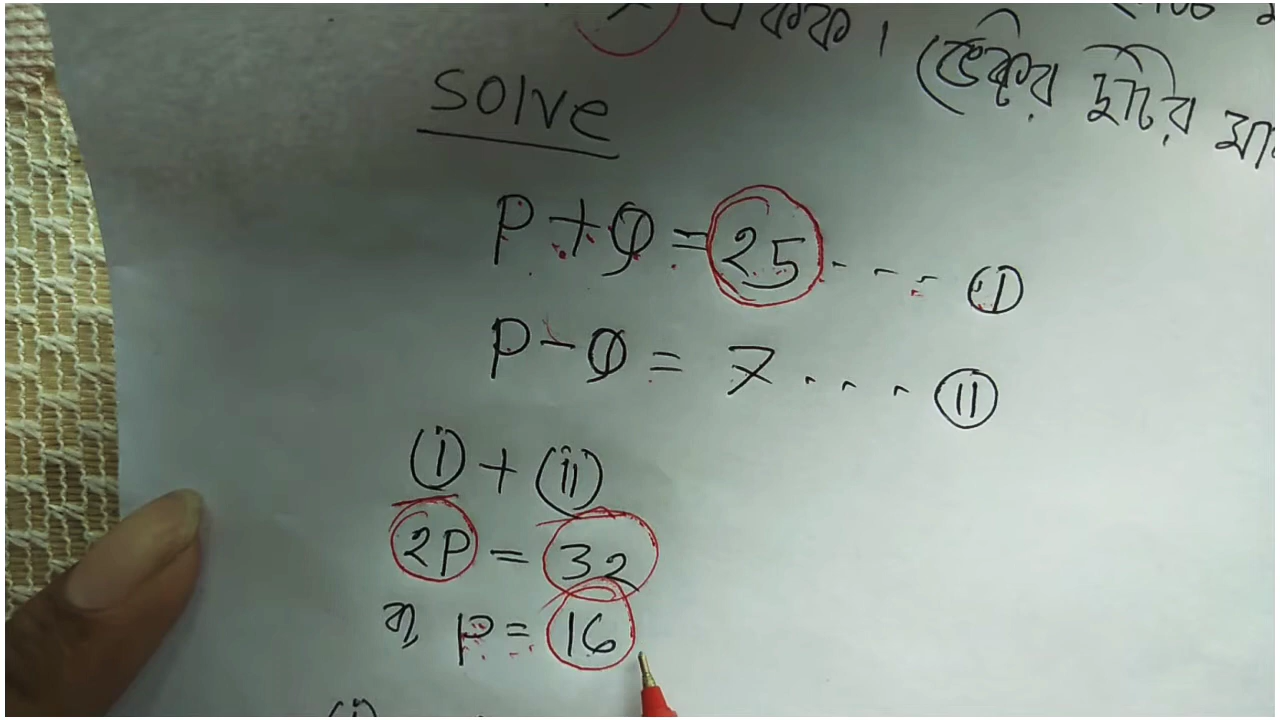 Solve
P + Q = 25 ---- (i)
P - Q = 7 ---- (ii)
(i) + (ii)
2P = 32
বা, P = 16
(i)